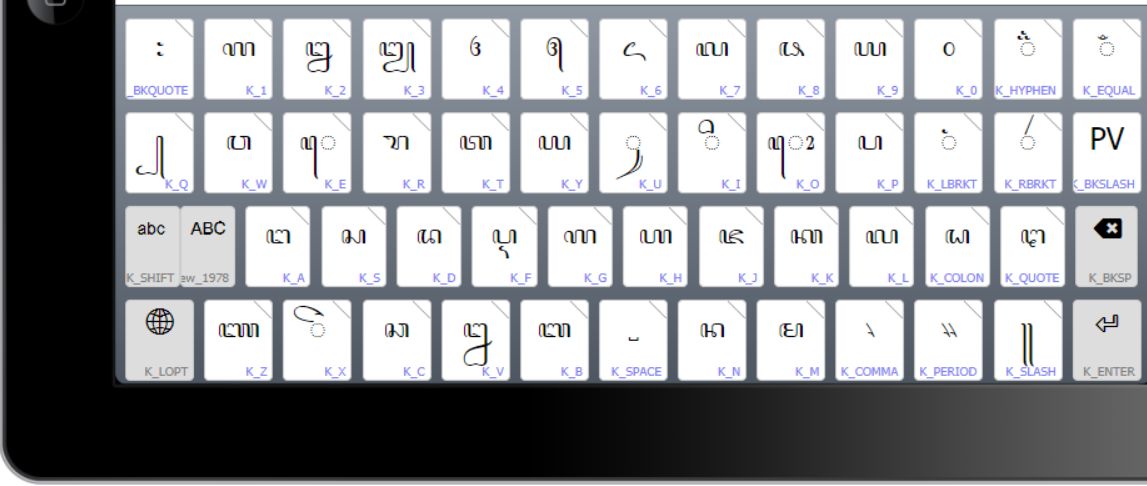 ꧇ ꧑ ꧒ ꧓ ꧔ ꧕ ꧖ ꧗ ꧘ ꧙ ꧐
_BKQUOTE K_1 K_2 K_3 K_4 K_5 K_6 K_7 K_8 K_9 K_0 K_HYPHEN K_EQUAL
꧀ ꦮ ꦺ ꦫ ꦠ ꦪ ꦸ ꦶ ꦺꦴ ꦥ ꦁ ꦂ PV
K_Q K_W K_E K_R K_T K_Y K_U K_I K_O K_P K_LBRKT K_RBRKT K_BKSLASH
abc ABC ꦱ ꦢ ꦒ ꦲ ꦗ ꦏ ꦭ
K_SHIFT ew_1978 K_A K_S K_D K_F K_G K_H K_J K_K K_L K_COLON K_QUOTE K_BKSP
ꦼ ꦕ ꦧ ꦤ ꦩ ꧈ ꧉
K_LOPT K_Z K_X K_C K_V K_B K_SPACE K_N K_M K_COMMA K_PERIOD K_SLASH K_ENTER